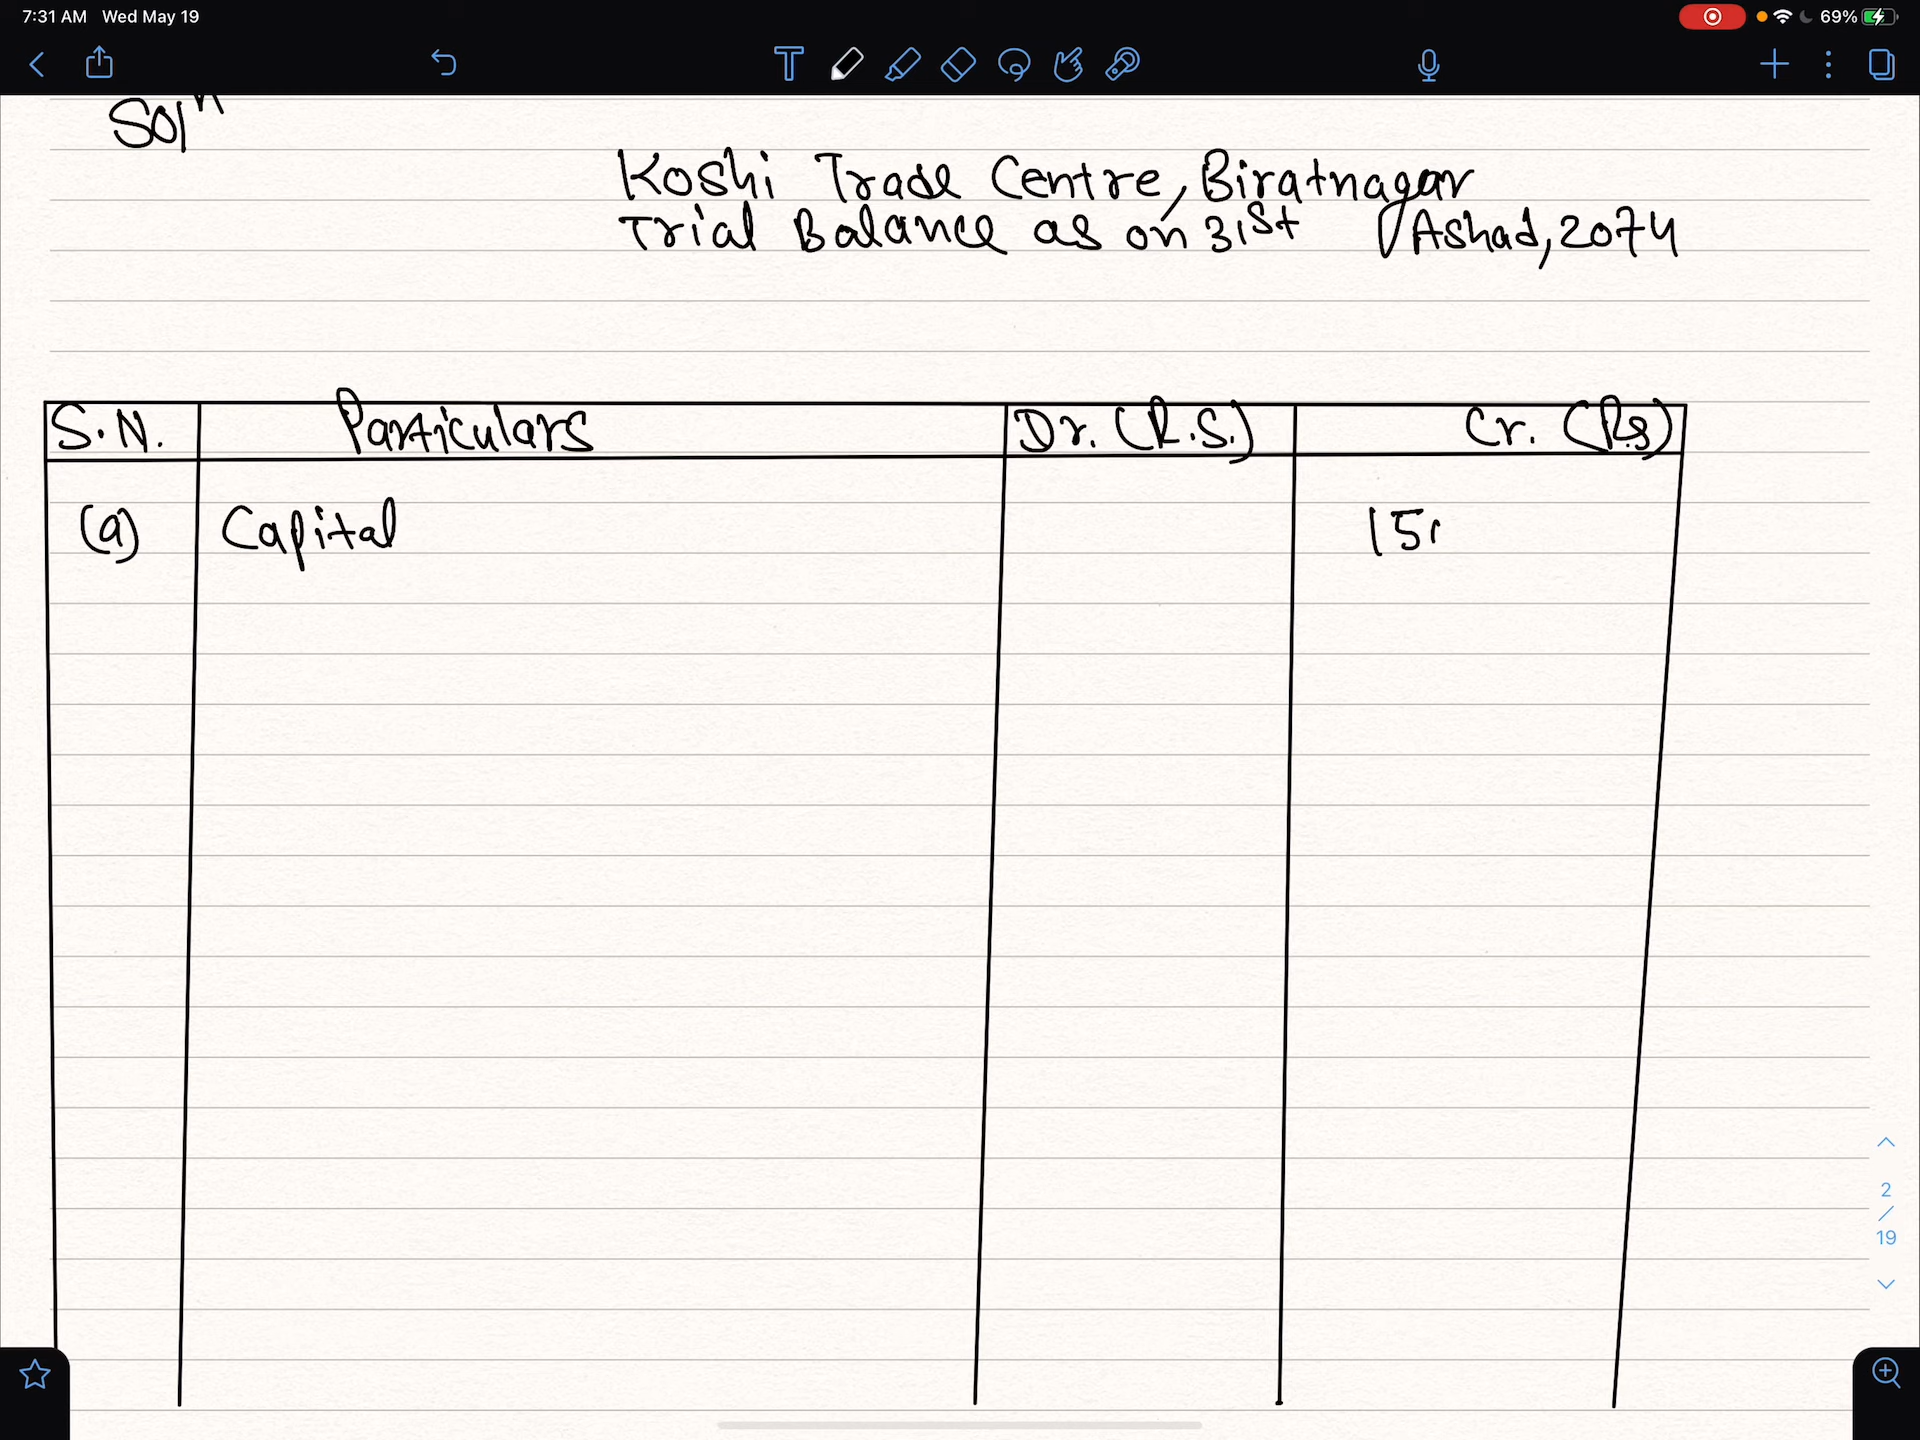 7:31 AM Wed May 19
69%
Solⁿ
Koshi Trade Centre, Biratnagar
Trial Balance as on 31st Ashad, 2074
S.N. Particulars Dr. (R.S.) Cr. (Rs)
(a) Capital 15
2
/
19